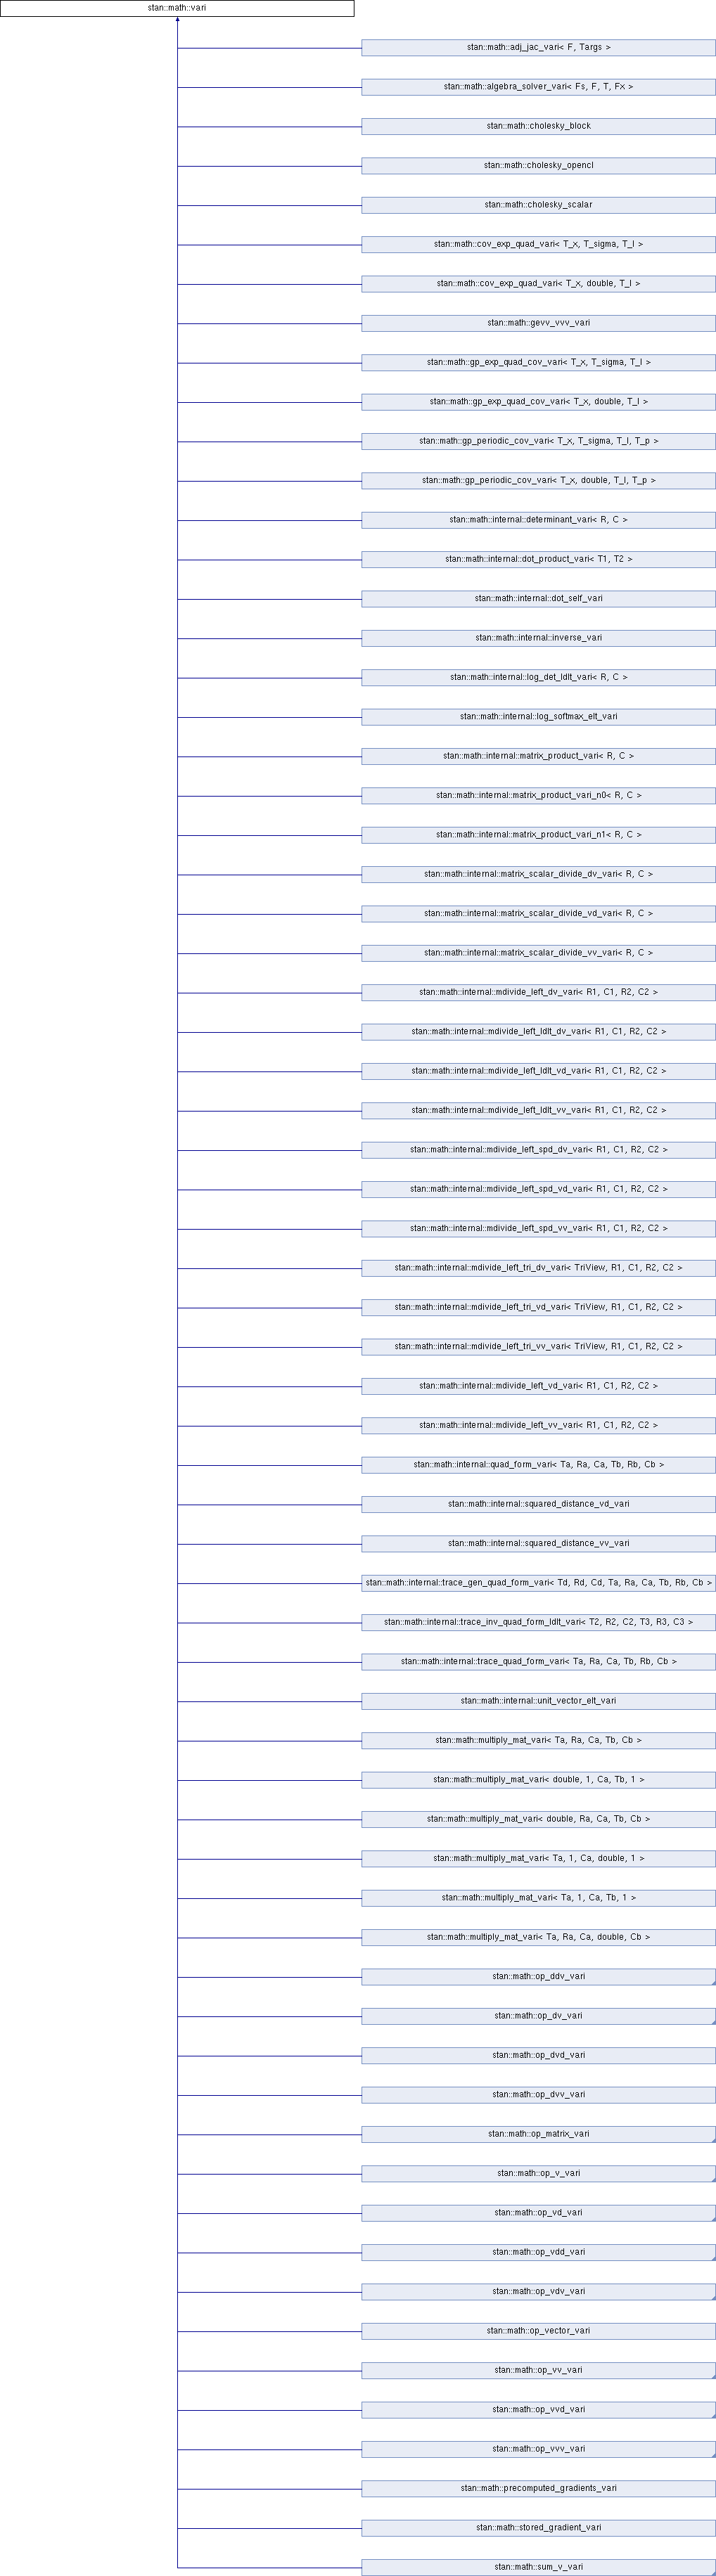 stan::math::vari
stan::math::adj_jac_vari< F, Targs >
stan::math::algebra_solver_vari< Fs, F, T, Fx >
stan::math::cholesky_block
stan::math::cholesky_opencl
stan::math::cholesky_scalar
stan::math::cov_exp_quad_vari< T_x, T_sigma, T_l >
stan::math::cov_exp_quad_vari< T_x, double, T_l >
stan::math::gevv_vvv_vari
stan::math::gp_exp_quad_cov_vari< T_x, T_sigma, T_l >
stan::math::gp_exp_quad_cov_vari< T_x, double, T_l >
stan::math::gp_periodic_cov_vari< T_x, T_sigma, T_l, T_p >
stan::math::gp_periodic_cov_vari< T_x, double, T_l, T_p >
stan::math::internal::determinant_vari< R, C >
stan::math::internal::dot_product_vari< T1, T2 >
stan::math::internal::dot_self_vari
stan::math::internal::inverse_vari
stan::math::internal::log_det_ldlt_vari< R, C >
stan::math::internal::log_softmax_elt_vari
stan::math::internal::matrix_product_vari< R, C >
stan::math::internal::matrix_product_vari_n0< R, C >
stan::math::internal::matrix_product_vari_n1< R, C >
stan::math::internal::matrix_scalar_divide_dv_vari< R, C >
stan::math::internal::matrix_scalar_divide_vd_vari< R, C >
stan::math::internal::matrix_scalar_divide_vv_vari< R, C >
stan::math::internal::mdivide_left_dv_vari< R1, C1, R2, C2 >
stan::math::internal::mdivide_left_ldlt_dv_vari< R1, C1, R2, C2 >
stan::math::internal::mdivide_left_ldlt_vd_vari< R1, C1, R2, C2 >
stan::math::internal::mdivide_left_ldlt_vv_vari< R1, C1, R2, C2 >
stan::math::internal::mdivide_left_spd_dv_vari< R1, C1, R2, C2 >
stan::math::internal::mdivide_left_spd_vd_vari< R1, C1, R2, C2 >
stan::math::internal::mdivide_left_spd_vv_vari< R1, C1, R2, C2 >
stan::math::internal::mdivide_left_tri_dv_vari< TriView, R1, C1, R2, C2 >
stan::math::internal::mdivide_left_tri_vd_vari< TriView, R1, C1, R2, C2 >
stan::math::internal::mdivide_left_tri_vv_vari< TriView, R1, C1, R2, C2 >
stan::math::internal::mdivide_left_vd_vari< R1, C1, R2, C2 >
stan::math::internal::mdivide_left_vv_vari< R1, C1, R2, C2 >
stan::math::internal::quad_form_vari< Ta, Ra, Ca, Tb, Rb, Cb >
stan::math::internal::squared_distance_vd_vari
stan::math::internal::squared_distance_vv_vari
stan::math::internal::trace_gen_quad_form_vari< Td, Rd, Cd, Ta, Ra, Ca, Tb, Rb, Cb >
stan::math::internal::trace_inv_quad_form_ldlt_vari< T2, R2, C2, T3, R3, C3 >
stan::math::internal::trace_quad_form_vari< Ta, Ra, Ca, Tb, Rb, Cb >
stan::math::internal::unit_vector_elt_vari
stan::math::multiply_mat_vari< Ta, Ra, Ca, Tb, Cb >
stan::math::multiply_mat_vari< double, 1, Ca, Tb, 1 >
stan::math::multiply_mat_vari< double, Ra, Ca, Tb, Cb >
stan::math::multiply_mat_vari< Ta, 1, Ca, double, 1 >
stan::math::multiply_mat_vari< Ta, 1, Ca, Tb, 1 >
stan::math::multiply_mat_vari< Ta, Ra, Ca, double, Cb >
stan::math::op_ddv_vari
stan::math::op_dv_vari
stan::math::op_dvd_vari
stan::math::op_dvv_vari
stan::math::op_matrix_vari
stan::math::op_v_vari
stan::math::op_vd_vari
stan::math::op_vdd_vari
stan::math::op_vdv_vari
stan::math::op_vector_vari
stan::math::op_vv_vari
stan::math::op_vvd_vari
stan::math::op_vvv_vari
stan::math::precomputed_gradients_vari
stan::math::stored_gradient_vari
stan::math::sum_v_vari